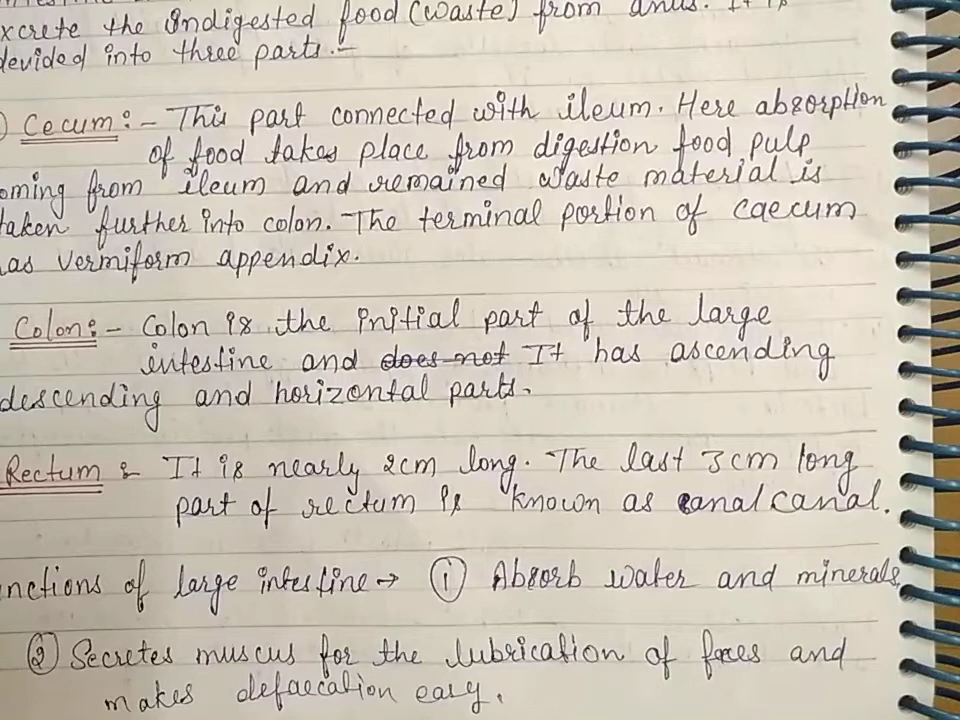 xcrete the Indigested food (waste) from anus. It is
devided into three parts.-
) Cecum:- This part connected with ileum. Here absorption
of food takes place from digestion food pulp
oming from ileum and remained waste material is
taken further into colon. The terminal portion of caecum
as vermiform appendix.
Colon:- Colon is the initial part of the large
intestine and does not It has ascending
descending and horizontal parts.
Rectum :- It is nearly 2cm long. The last 3cm long
part of rectum is known as canal canal.
nctions of large intestine → ① Absorb water and minerals
② Secretes muscus for the lubrication of faces and
makes defaecation easy.